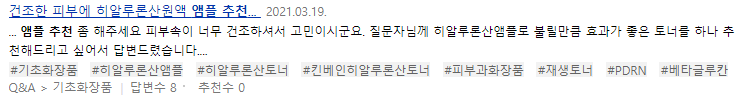 건조한 피부에 히알루론산원액 앰플 추천... 2021.03.19.
... 앰플 추천 좀 해주세요 피부속이 너무 건조하셔서 고민이시군요. 질문자님께 히알루론산앰플로 불릴만큼 효과가 좋은 토너를 하나 추
천해드리고 싶어서 답변드렸습니다....
#기초화장품 #히알루론산앰플 #히알루론산토너 #킨베인히알루론산토너 #피부과화장품 #재생토너 #PDRN #베타글루칸
Q&A > 기초화장품 | 답변수 8 · 추천수 0